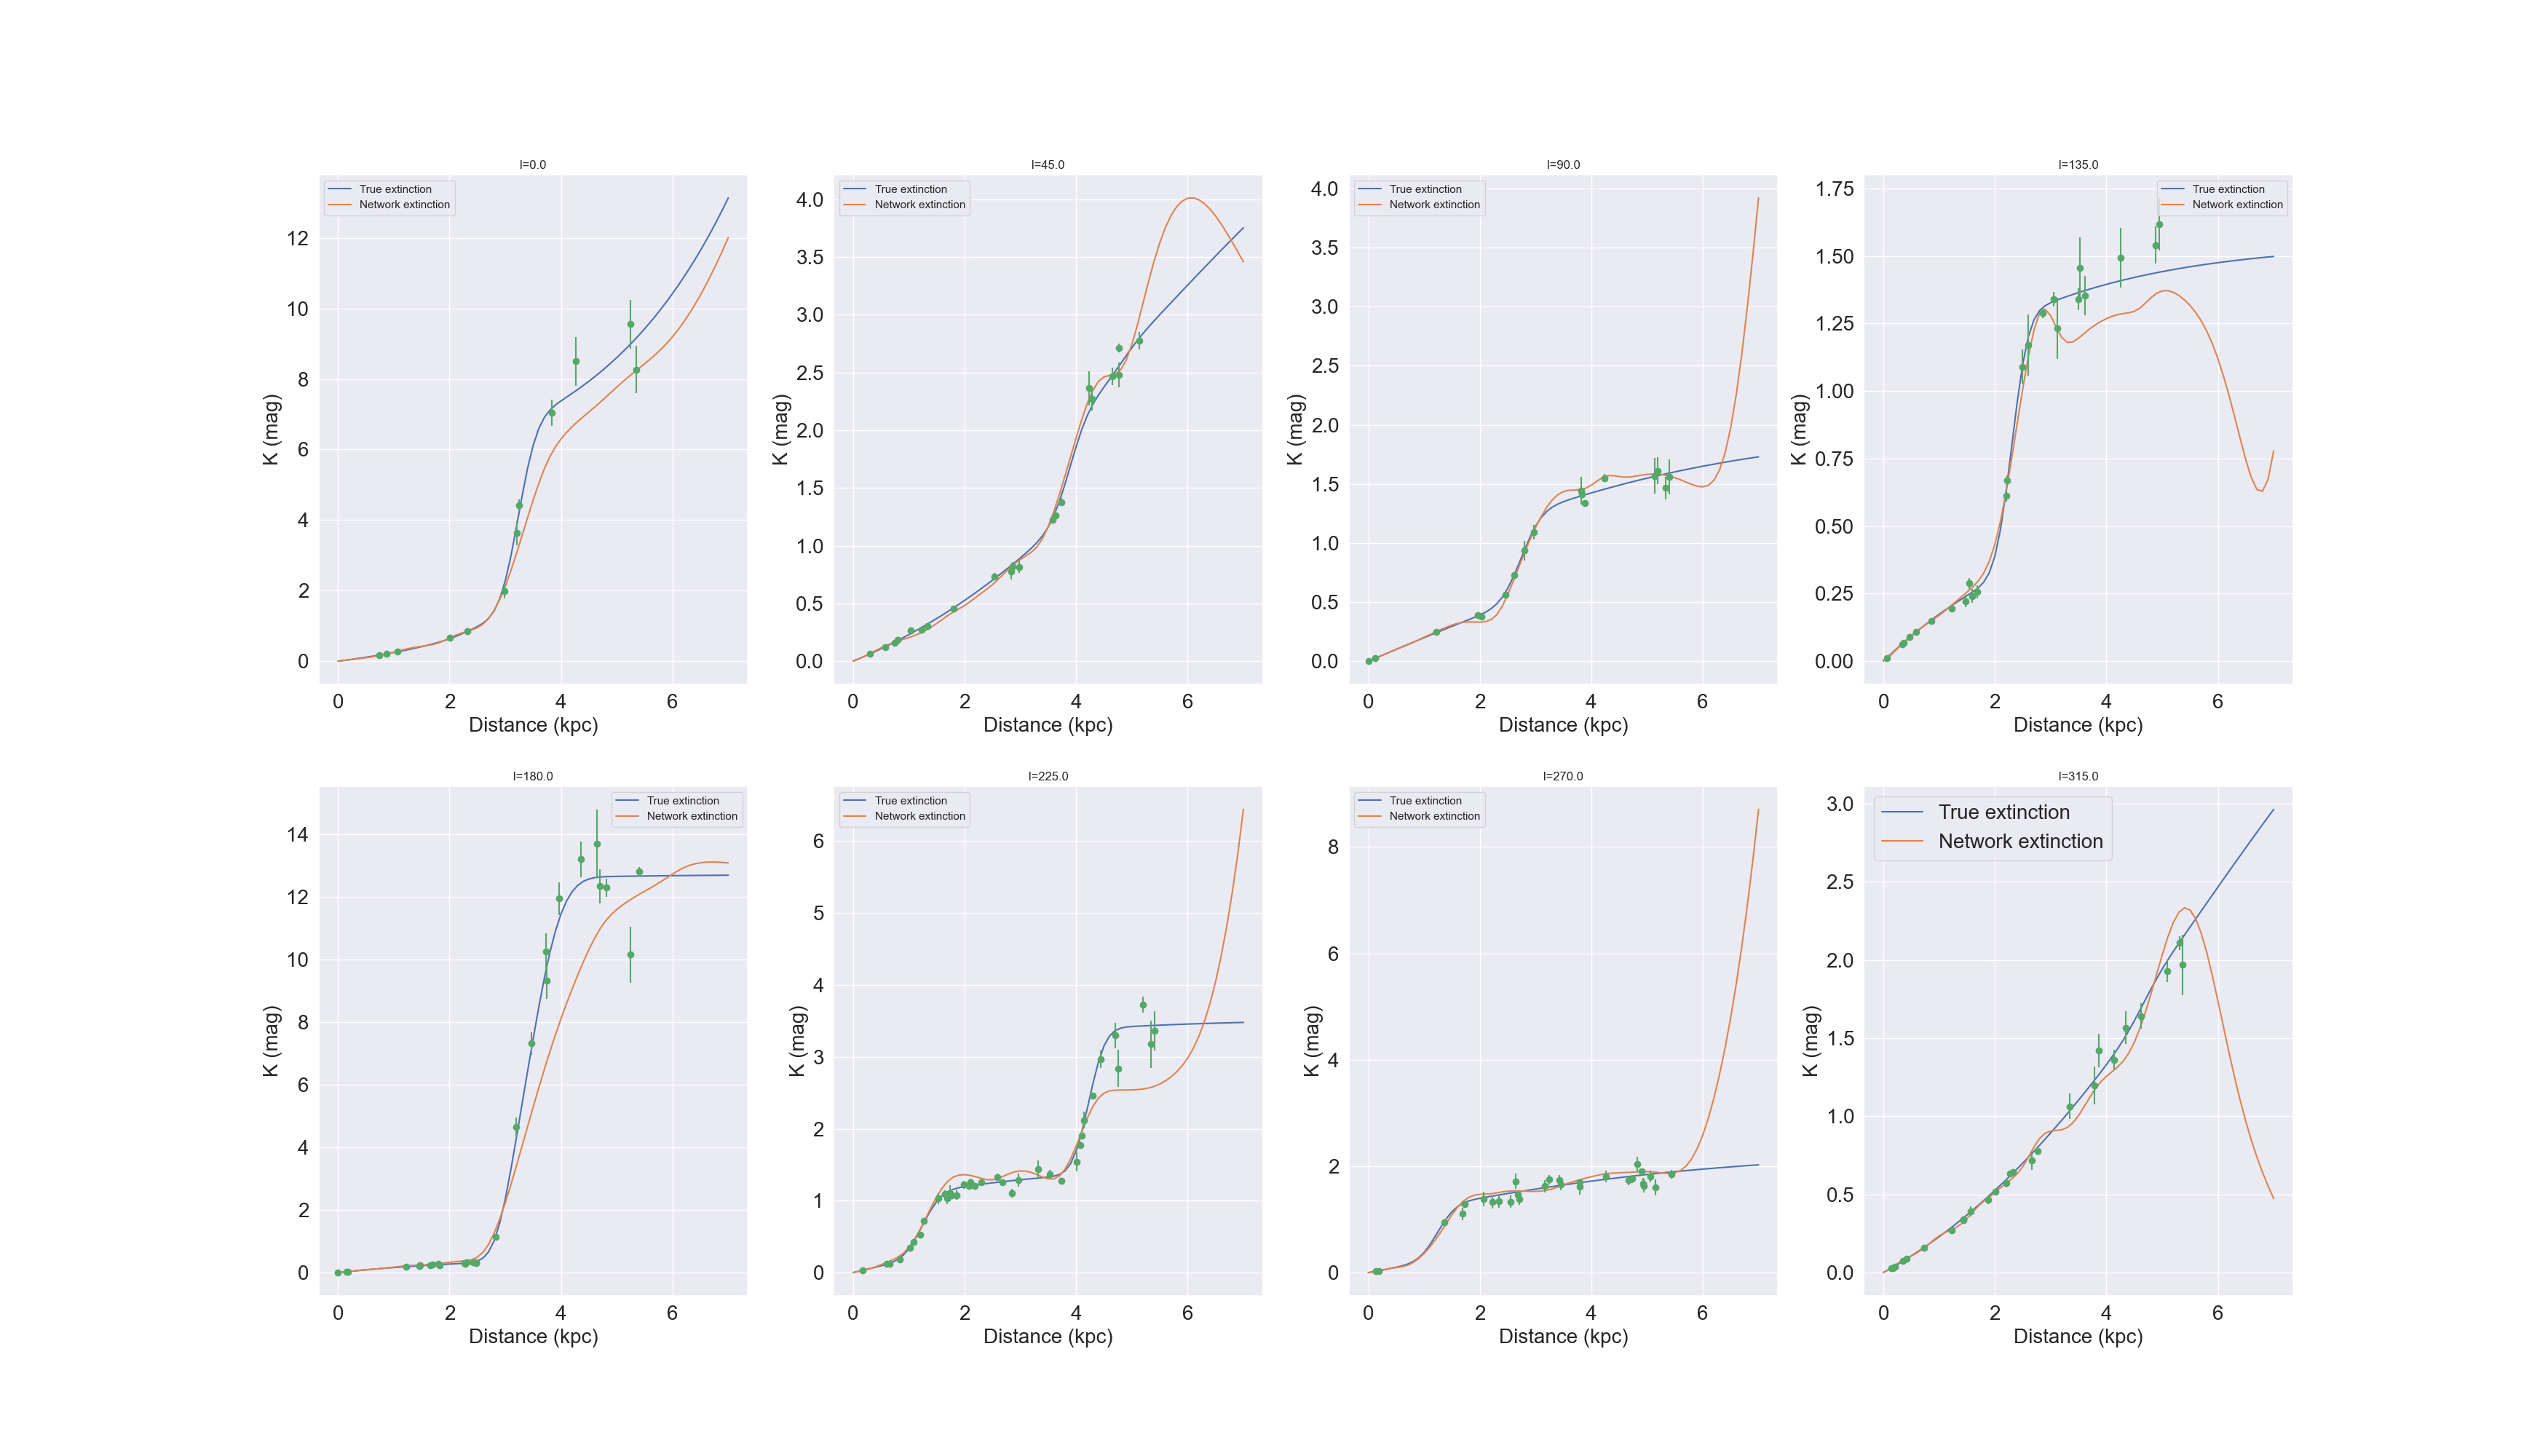 l=0.0
True extinction
Network extinction
12
10
8
6
4
2
0
K (mag)
0 2 4 6
Distance (kpc)
l=45.0
True extinction
Network extinction
4.0
3.5
3.0
2.5
2.0
1.5
1.0
0.5
0.0
K (mag)
0 2 4 6
Distance (kpc)
l=90.0
True extinction
Network extinction
4.0
3.5
3.0
2.5
2.0
1.5
1.0
0.5
0.0
K (mag)
0 2 4 6
Distance (kpc)
l=135.0
True extinction
Network extinction
1.75
1.50
1.25
1.00
0.75
0.50
0.25
0.00
K (mag)
0 2 4 6
Distance (kpc)
l=180.0
True extinction
Network extinction
14
12
10
8
6
4
2
0
K (mag)
0 2 4 6
Distance (kpc)
l=225.0
True extinction
Network extinction
6
5
4
3
2
1
0
K (mag)
0 2 4 6
Distance (kpc)
l=270.0
True extinction
Network extinction
8
6
4
2
0
K (mag)
0 2 4 6
Distance (kpc)
l=315.0
True extinction
Network extinction
3.0
2.5
2.0
1.5
1.0
0.5
0.0
K (mag)
0 2 4 6
Distance (kpc)